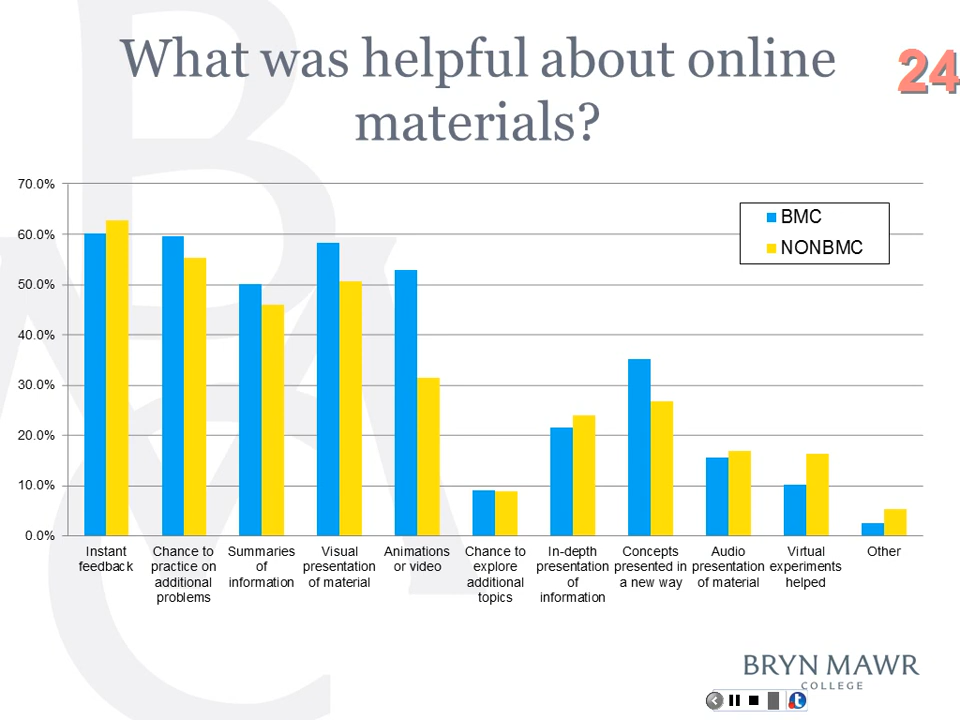 What was helpful about online
materials?
24
70.0%
60.0%
50.0%
40.0%
30.0%
20.0%
10.0%
0.0%
BMC
NONBMC
Instant
feedback
Chance to
practice on
additional
problems
Summaries
of
information
Visual
presentation
of material
Animations
or video
Chance to
explore
additional
topics
In-depth
presentation
of
information
Concepts
presented in
a new way
Audio
presentation
of material
Virtual
experiments
helped
Other
BRYN MAWR
COLLEGE